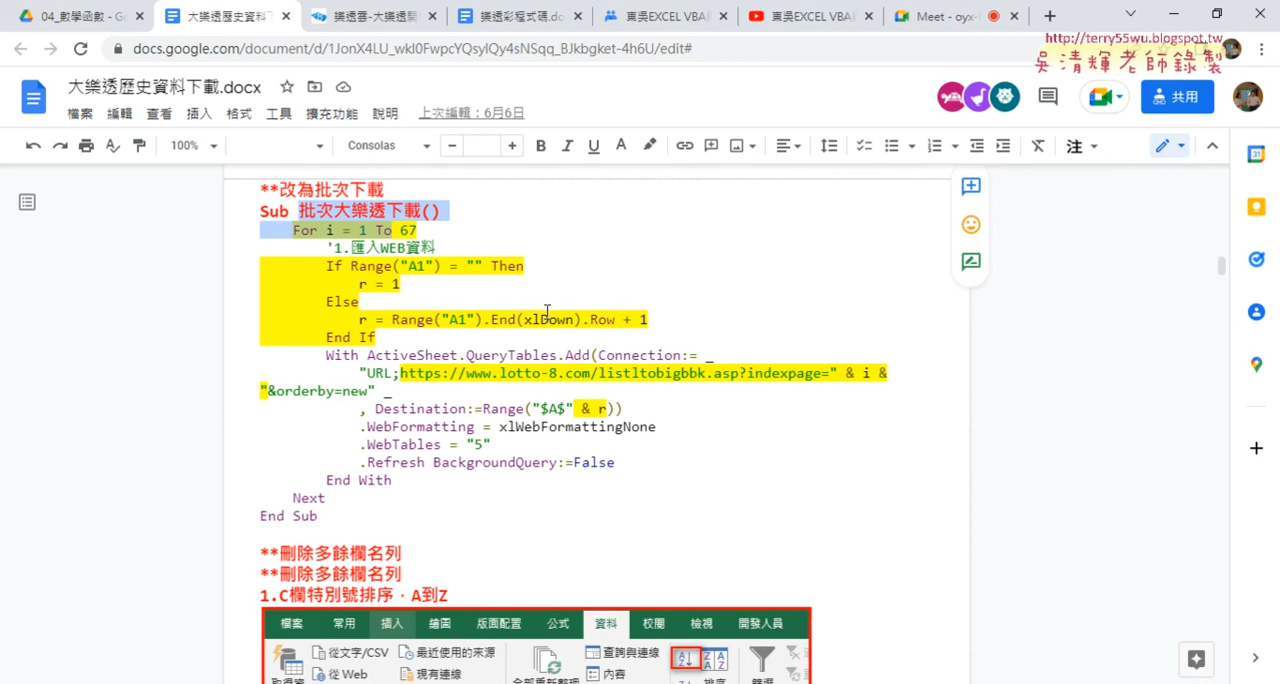 04_數學函數 - Go
大樂透歷史資料下
樂透雲-大樂透開
樂透彩程式碼.do
東吳EXCEL VBA
東吳EXCEL VBA
Meet - oyx-
docs.google.com/document/d/1JonX4LU_wkI0FwpcYQsylQy4sNSqq_BJkbgket-4h6U/edit#
http://terry55wu.blogspot.tw
吳清輝老師錄製
大樂透歷史資料下載.docx
檔案 編輯 查看 插入 格式 工具 擴充功能 說明 上次編輯：6月6日
共用
100% Consolas B I U A 注
**改為批次下載
Sub 批次大樂透下載()
For i = 1 To 67
'1.匯入WEB資料
If Range("A1") = "" Then
r = 1
Else
r = Range("A1").End(xlDown).Row + 1
End If
With ActiveSheet.QueryTables.Add(Connection:= _
"URL;https://www.lotto-8.com/listltobigbbk.asp?indexpage=" & i &
"&orderby=new" _
, Destination:=Range("$A$" & r))
.WebFormatting = xlWebFormattingNone
.WebTables = "5"
.Refresh BackgroundQuery:=False
End With
Next
End Sub
**刪除多餘欄名列
**刪除多餘欄名列
1.C欄特別號排序，A到Z
檔案 常用 插入 繪圖 版面配置 公式 資料 校閱 檢視 開發人員
從文字/CSV 最近使用的來源 查詢與連線
從 Web 現有連線 內容